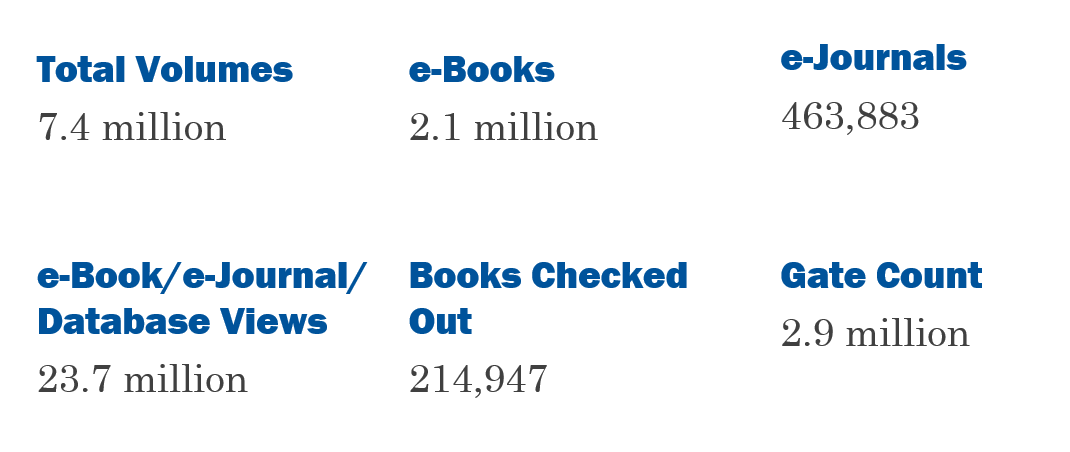 Total Volumes
7.4 million
e-Books
2.1 million
e-Journals
463,883
e-Book/e-Journal/
Database Views
23.7 million
Books Checked
Out
214,947
Gate Count
2.9 million